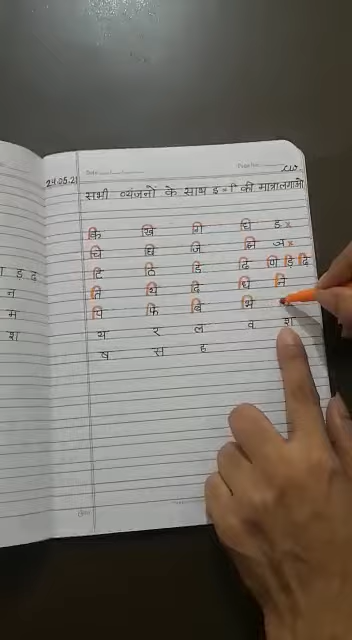 24.05.21
C.W.
सभी व्यंजनों के साथ इ = ि की मात्रा लगाओ
कि खि गि घि ङ ×
चि छि जि झि ञ ×
टि ठि डि ढि णि ड़ि ढ़ि
ति थि दि धि नि
पि फि बि भि
य र ल व श
ष स ह
ा इ द
न
म
श